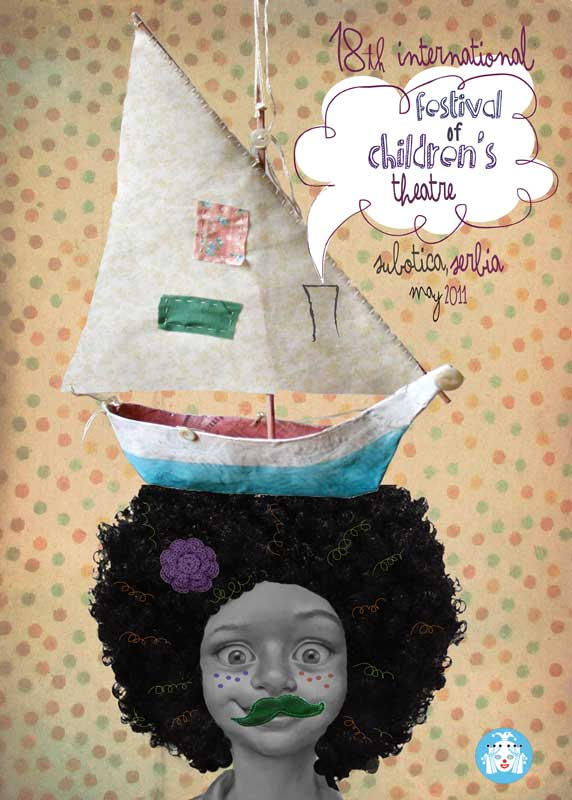 18th international
festival
of
children's
theatre
subotica, serbia
may 2011